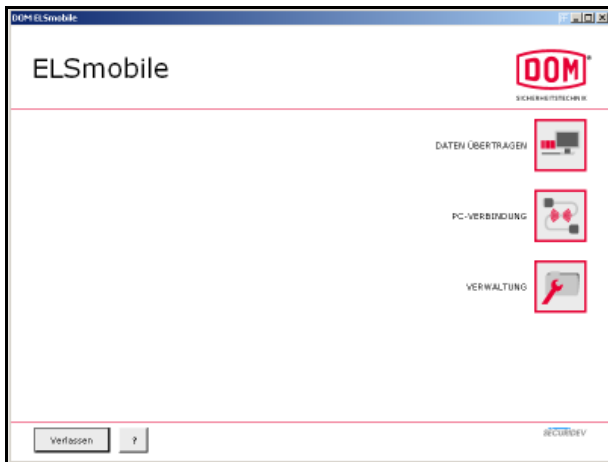 DOM ELSmobile
ELSmobile
DOM
SICHERHEITSTECHNIK
DATEN ÜBERTRAGEN
PC-VERBINDUNG
VERWALTUNG
Verlassen
?
SECURIDEV